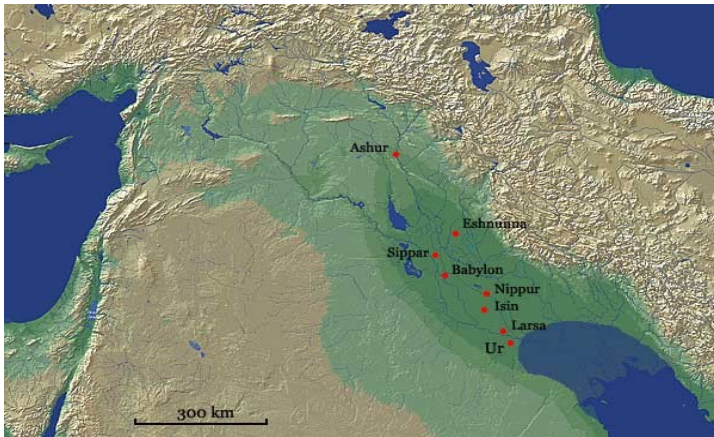 Ashur
Eshnunna
Sippar
Babylon
Nippur
Isin
Larsa
Ur
300 km